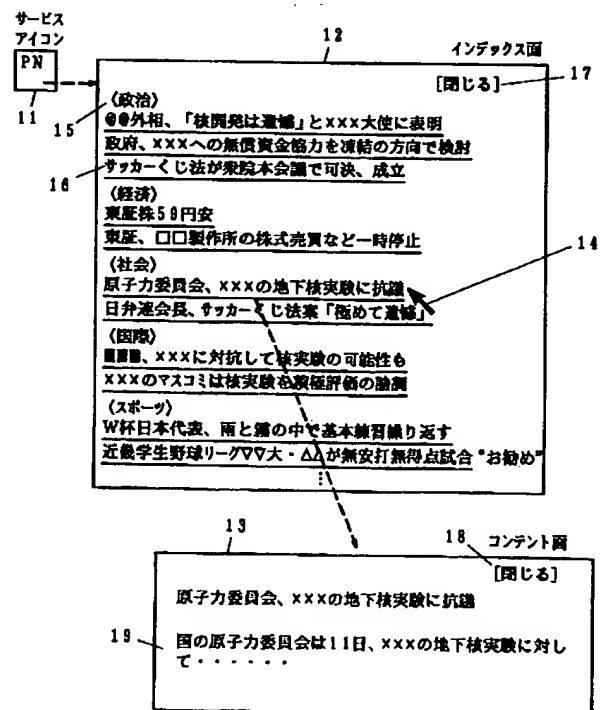 サービス
アイコン
PN
11
12
インデックス面
[閉じる]
17
15
〈政治〉
●●外相、「核開発は遺憾」と×××大使に表明
政府、×××への無償資金協力を凍結の方向で検討
16
サッカーくじ法が衆院本会議で可決、成立
〈経済〉
東証株59円安
東証、□□製作所の株式売買など一時停止
14
〈社会〉
原子力委員会、×××の地下核実験に抗議
日弁連会長、サッカーくじ法案「極めて遺憾」
〈国際〉
■■■、×××に対抗して核実験の可能性も
×××のマスコミは核実験を積極評価の論調
〈スポーツ〉
W杯日本代表、雨と霧の中で基本練習繰り返す
近畿学生野球リーグ▽▽大・△△が無安打無得点試合 "お勧め"
⋮
13
18
コンテント面
[閉じる]
原子力委員会、×××の地下核実験に抗議
19
国の原子力委員会は11日、×××の地下核実験に対し
て・・・・・・